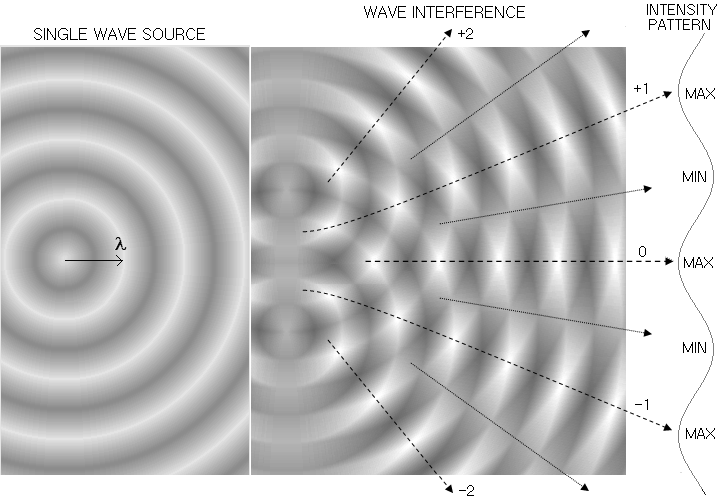 SINGLE WAVE SOURCE
WAVE INTERFERENCE
INTENSITY
PATTERN
λ
+2
+1
MAX
MIN
0
MAX
MIN
-1
MAX
-2